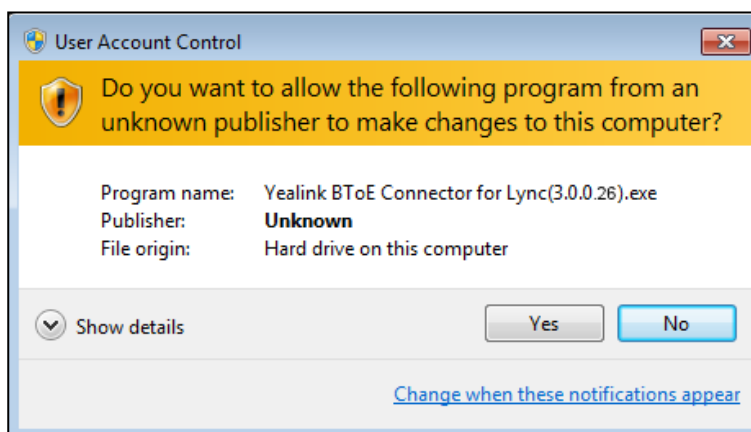 User Account Control
Do you want to allow the following program from an
unknown publisher to make changes to this computer?
Program name: Yealink BToE Connector for Lync(3.0.0.26).exe
Publisher: Unknown
File origin: Hard drive on this computer
Show details Yes No
Change when these notifications appear